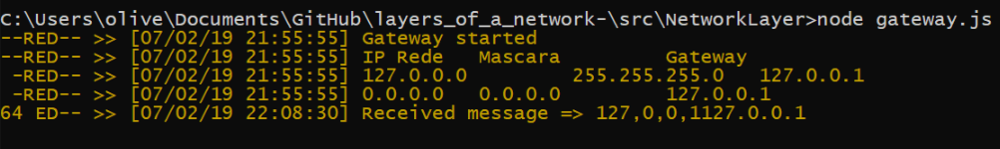 C:\Users\olive\Documents\GitHub\layers_of_a_network-\src\NetworkLayer>node gateway.js
--RED-- >> [07/02/19 21:55:55] Gateway started
--RED-- >> [07/02/19 21:55:55] IP Rede   Mascara         Gateway
 -RED-- >> [07/02/19 21:55:55] 127.0.0.0         255.255.255.0   127.0.0.1
 -RED-- >> [07/02/19 21:55:55] 0.0.0.0   0.0.0.0         127.0.0.1
64 ED-- >> [07/02/19 22:08:30] Received message => 127,0,0,1127.0.0.1